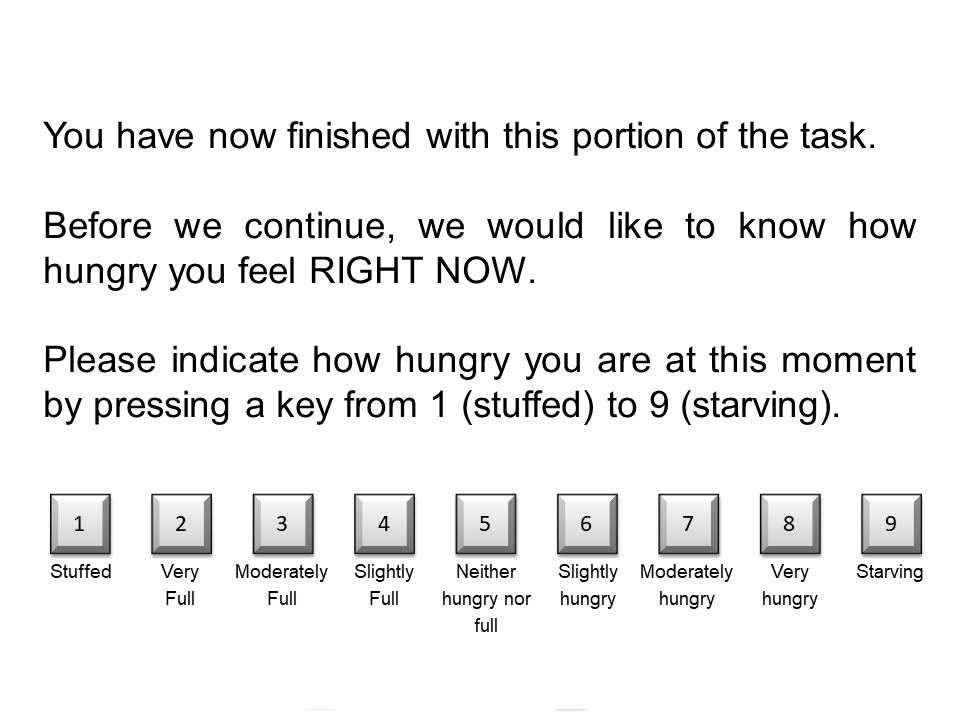 You have now finished with this portion of the task.
Before we continue, we would like to know how
hungry you feel RIGHT NOW.
Please indicate how hungry you are at this moment
by pressing a key from 1 (stuffed) to 9 (starving).
1 2 3 4 5 6 7 8 9
Stuffed Very Moderately Slightly Neither Slightly Moderately Very Starving
Full Full Full hungry nor hungry hungry hungry
full